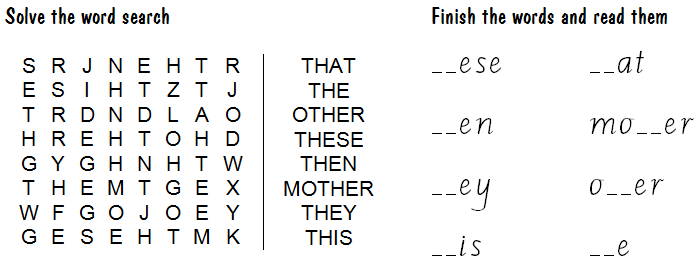 Solve the word search
Finish the words and read them
S R J N E H T R
E S I H T Z T J
T R D N D L A O
H R E H T O H D
G Y G H N H T W
T H E M T G E X
W F G O J O E Y
G E S E H T M K
THAT
THE
OTHER
THESE
THEN
MOTHER
THEY
THIS
__ese __at
__en mo__er
__ey o__er
__is __e